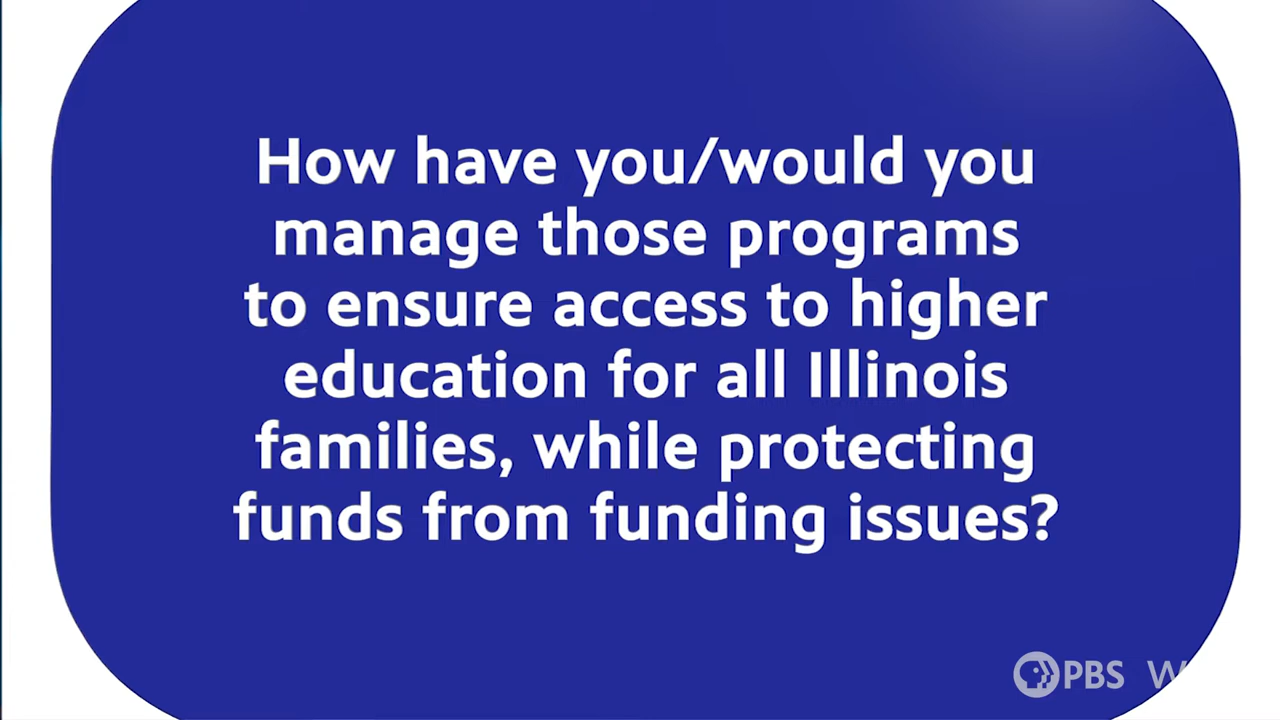 How have you/would you
manage those programs
to ensure access to higher
education for all Illinois
families, while protecting
funds from funding issues?
PBS W